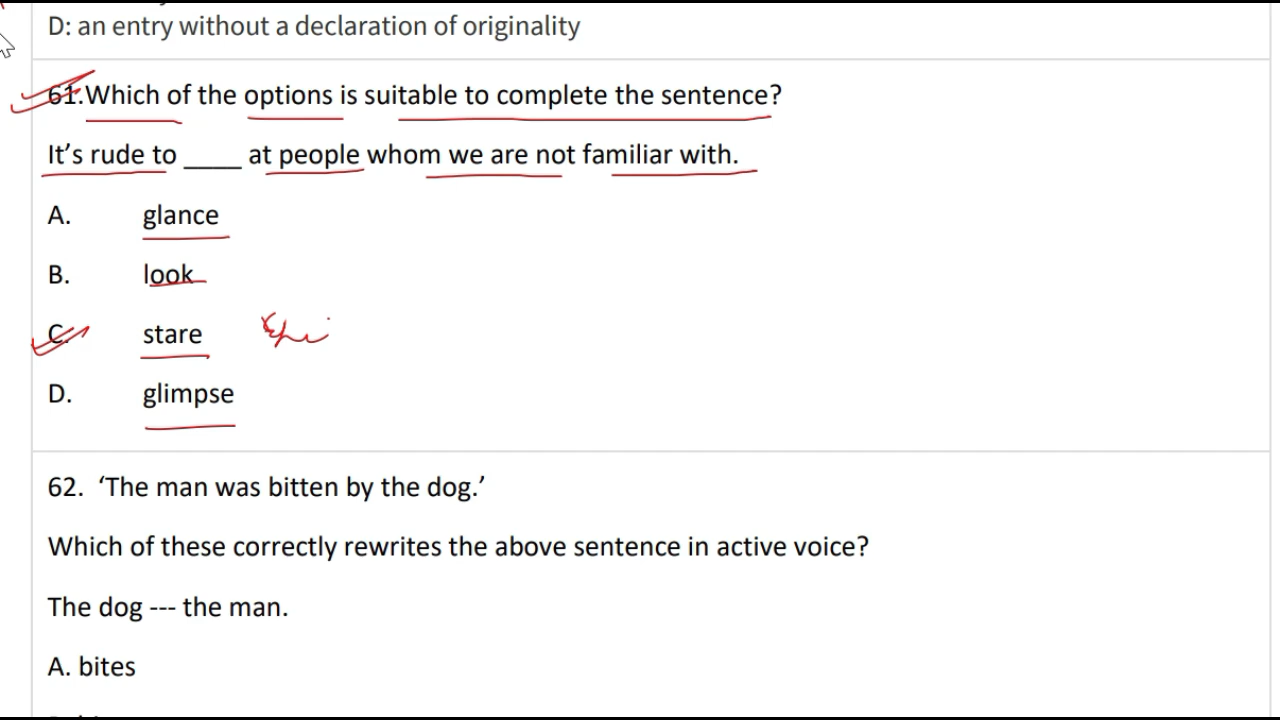 D: an entry without a declaration of originality
61.Which of the options is suitable to complete the sentence?
It’s rude to ____ at people whom we are not familiar with.
A. glance
B. look
C. stare
D. glimpse
62. ‘The man was bitten by the dog.’
Which of these correctly rewrites the above sentence in active voice?
The dog --- the man.
A. bites